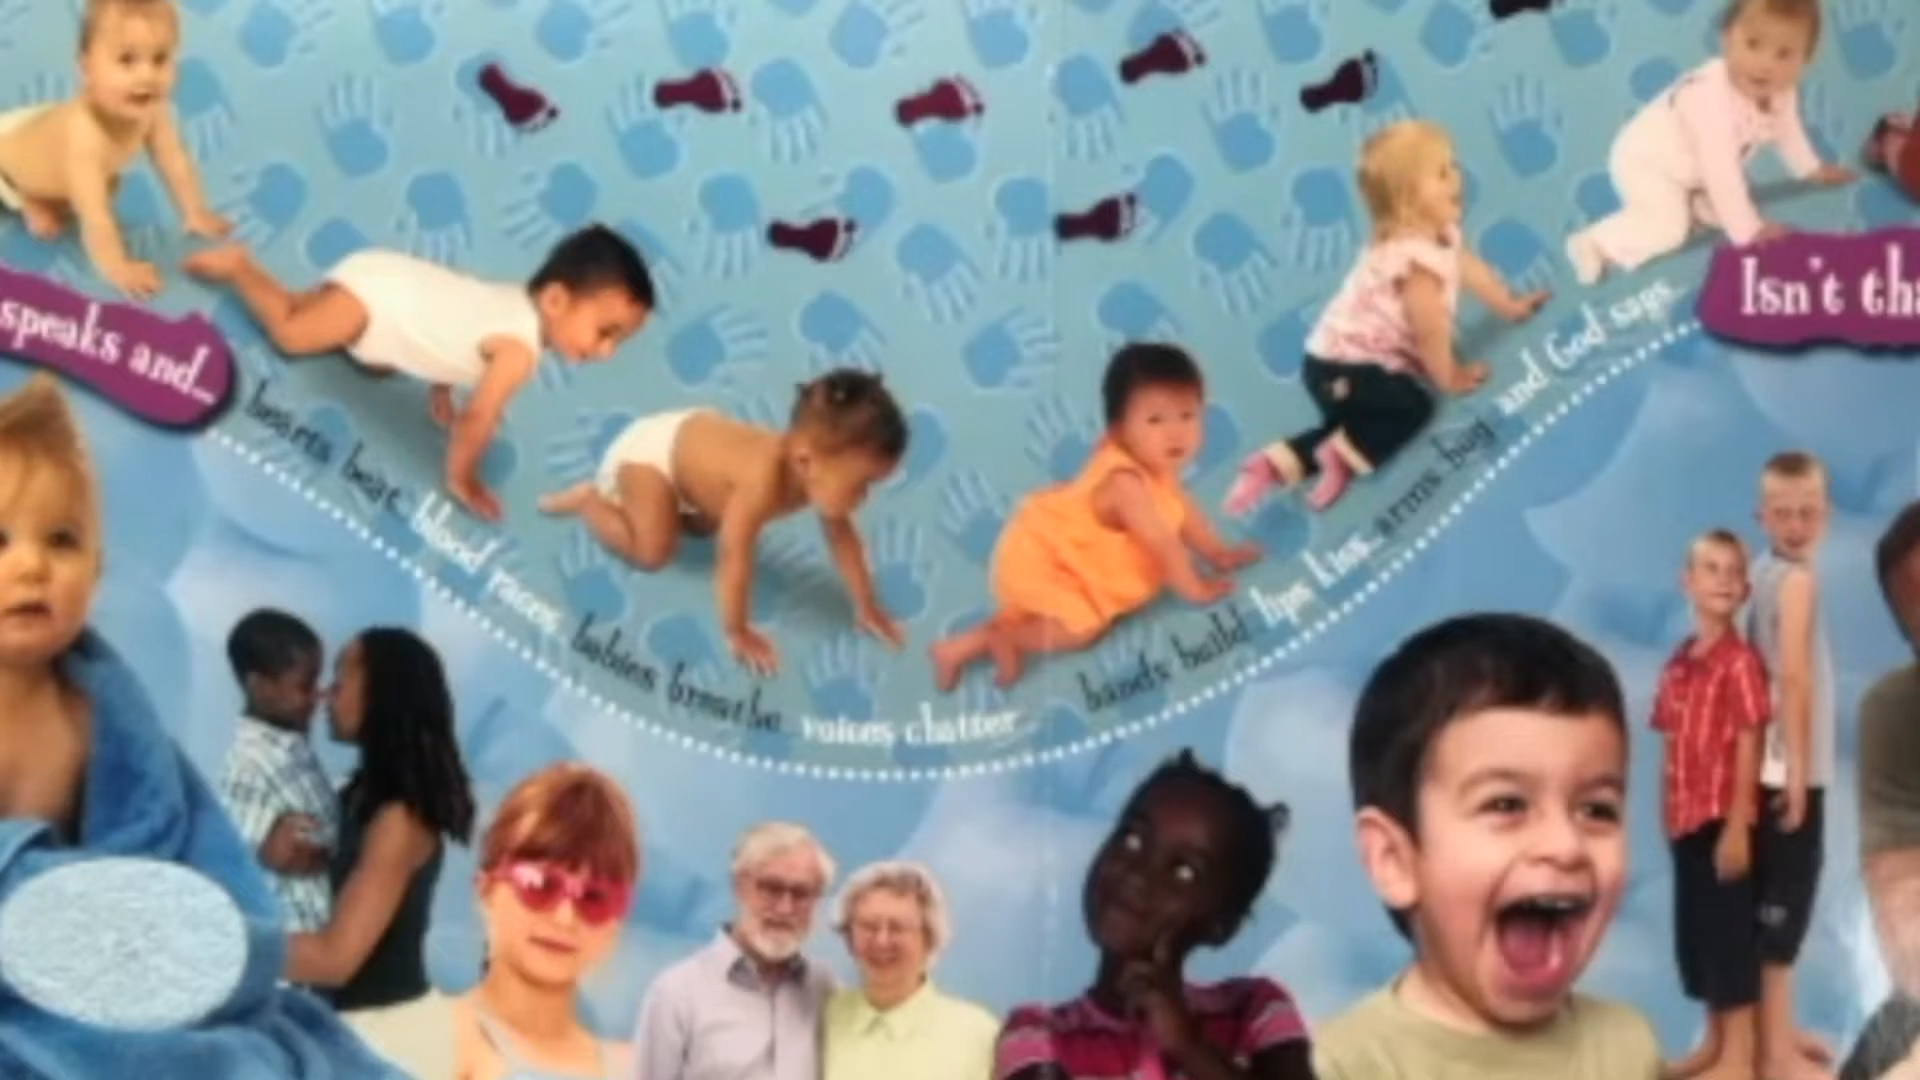 speaks and...
hearts beat blood races babies breathe voices chatter hands build lips kiss arms hug and God says
Isn't tha